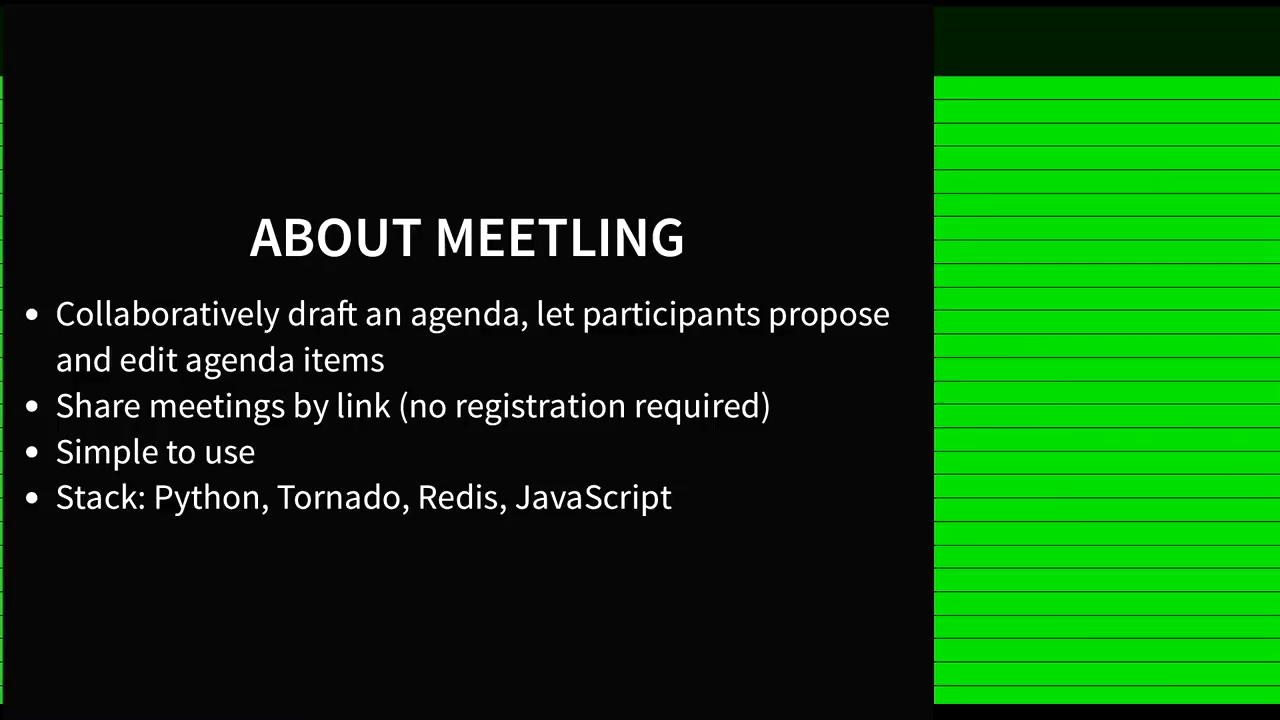 ABOUT MEETLING
• Collaboratively draft an agenda, let participants propose
and edit agenda items
• Share meetings by link (no registration required)
• Simple to use
• Stack: Python, Tornado, Redis, JavaScript